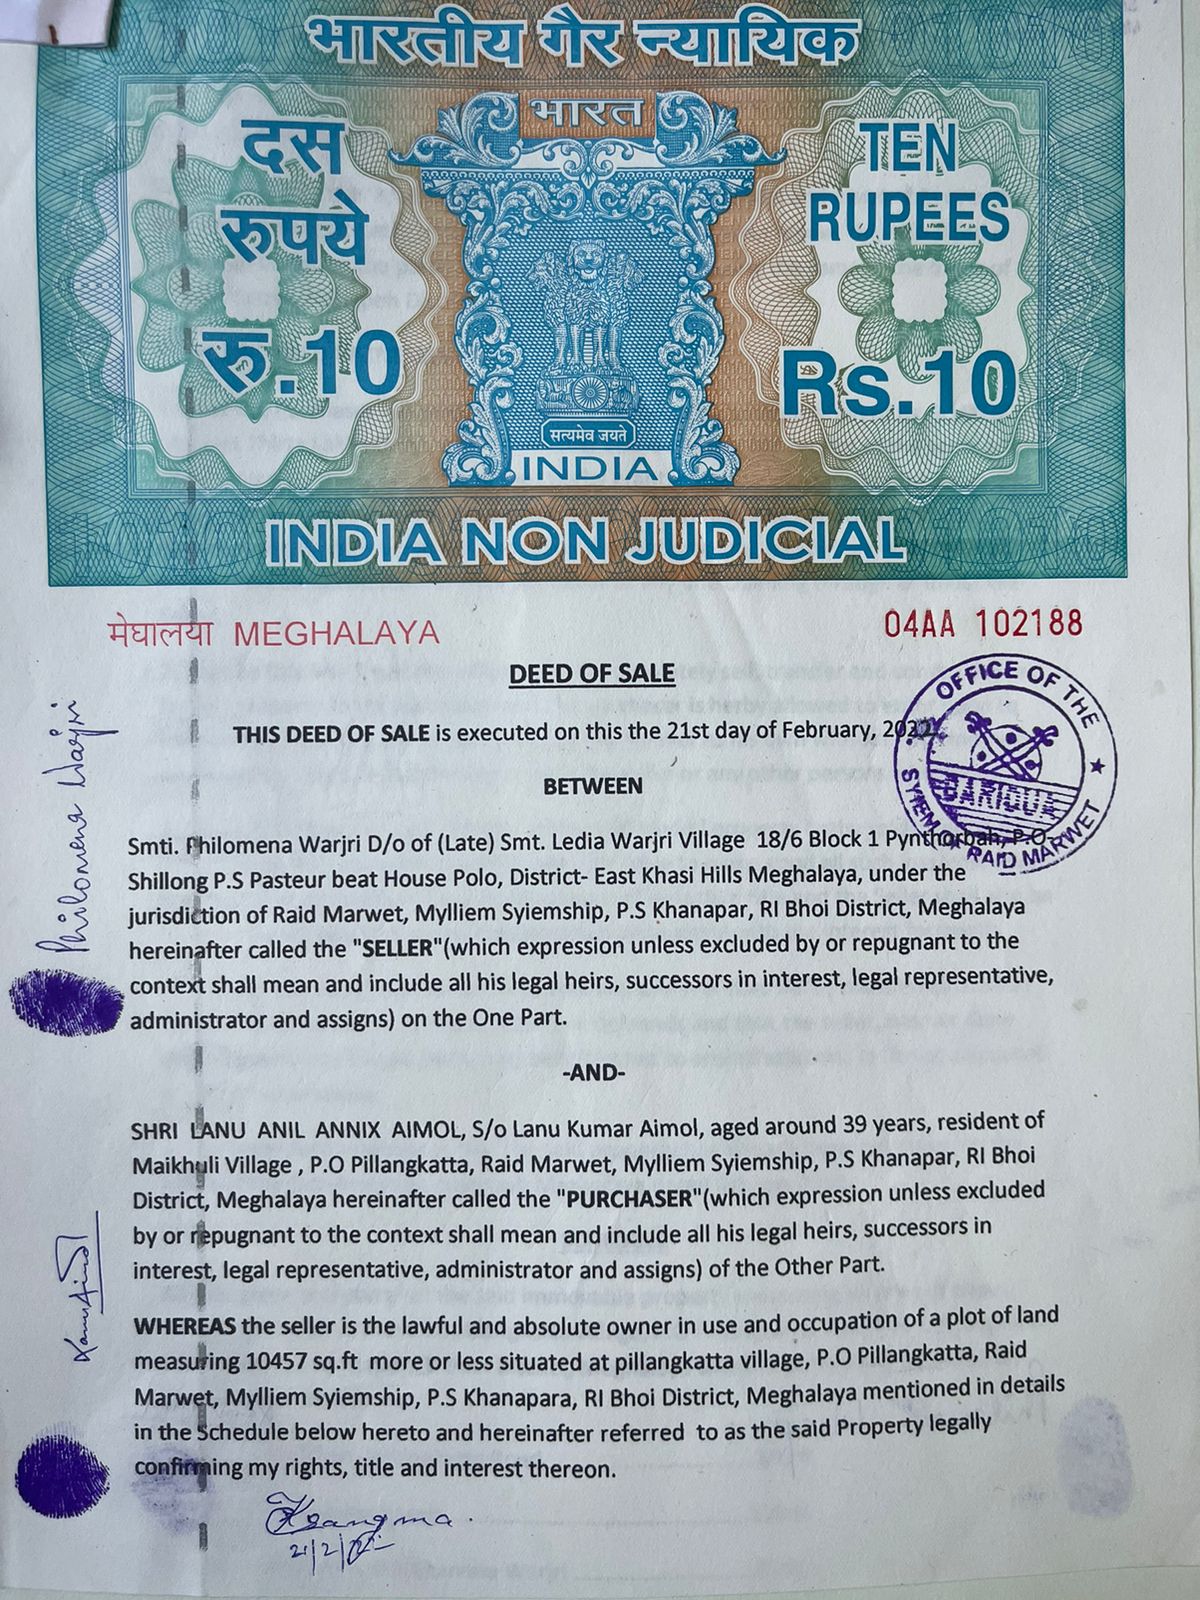 भारतीय गैर न्यायिक
भारत
दस
रुपये
रु.10
TEN
RUPEES
Rs.10
सत्यमेव जयते
INDIA
INDIA NON JUDICIAL
मेघालया MEGHALAYA
04AA 102188
DEED OF SALE
OFFICE OF THE
BARIDUA
SYIEM RAID MARWET
THIS DEED OF SALE is executed on this the 21st day of February, 2022
BETWEEN
Smti. Philomena Warjri D/o of (Late) Smt. Ledia Warjri Village 18/6 Block 1 Pynthorbah, P.O-
Shillong P.S Pasteur beat House Polo, District- East Khasi Hills Meghalaya, under the
jurisdiction of Raid Marwet, Mylliem Syiemship, P.S Khanapar, RI Bhoi District, Meghalaya
hereinafter called the "SELLER"(which expression unless excluded by or repugnant to the
context shall mean and include all his legal heirs, successors in interest, legal representative,
administrator and assigns) on the One Part.
-AND-
SHRI LANU ANIL ANNIX AIMOL, S/o Lanu Kumar Aimol, aged around 39 years, resident of
Maikhuli Village , P.O Pillangkatta, Raid Marwet, Mylliem Syiemship, P.S Khanapar, RI Bhoi
District, Meghalaya hereinafter called the "PURCHASER"(which expression unless excluded
by or repugnant to the context shall mean and include all his legal heirs, successors in
interest, legal representative, administrator and assigns) of the Other Part.
WHEREAS the seller is the lawful and absolute owner in use and occupation of a plot of land
measuring 10457 sq.ft more or less situated at pillangkatta village, P.O Pillangkatta, Raid
Marwet, Mylliem Syiemship, P.S Khanapara, RI Bhoi District, Meghalaya mentioned in details
in the Schedule below hereto and hereinafter referred to as the said Property legally
confirming my rights, title and interest thereon.
Philomena Warjri
Lanu Aimol
KSangma
21/2/22